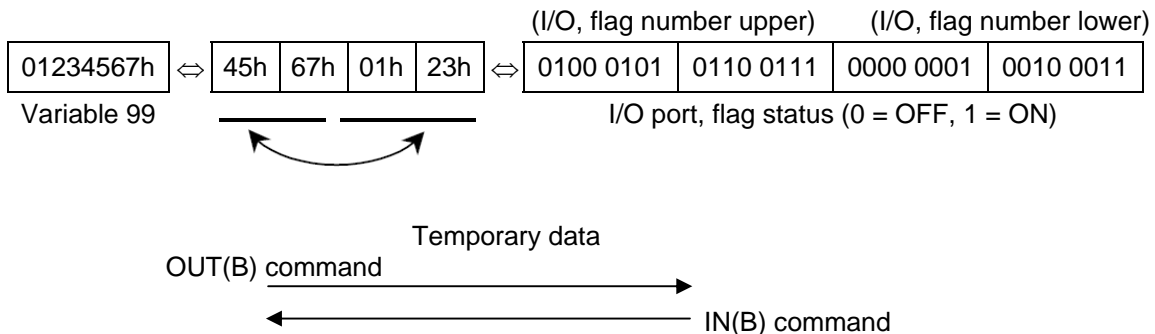 (I/O, flag number upper) (I/O, flag number lower)
01234567h ⇔ 45h 67h 01h 23h ⇔ 0100 0101 0110 0111 0000 0001 0010 0011
Variable 99 I/O port, flag status (0 = OFF, 1 = ON)
Temporary data
OUT(B) command
IN(B) command